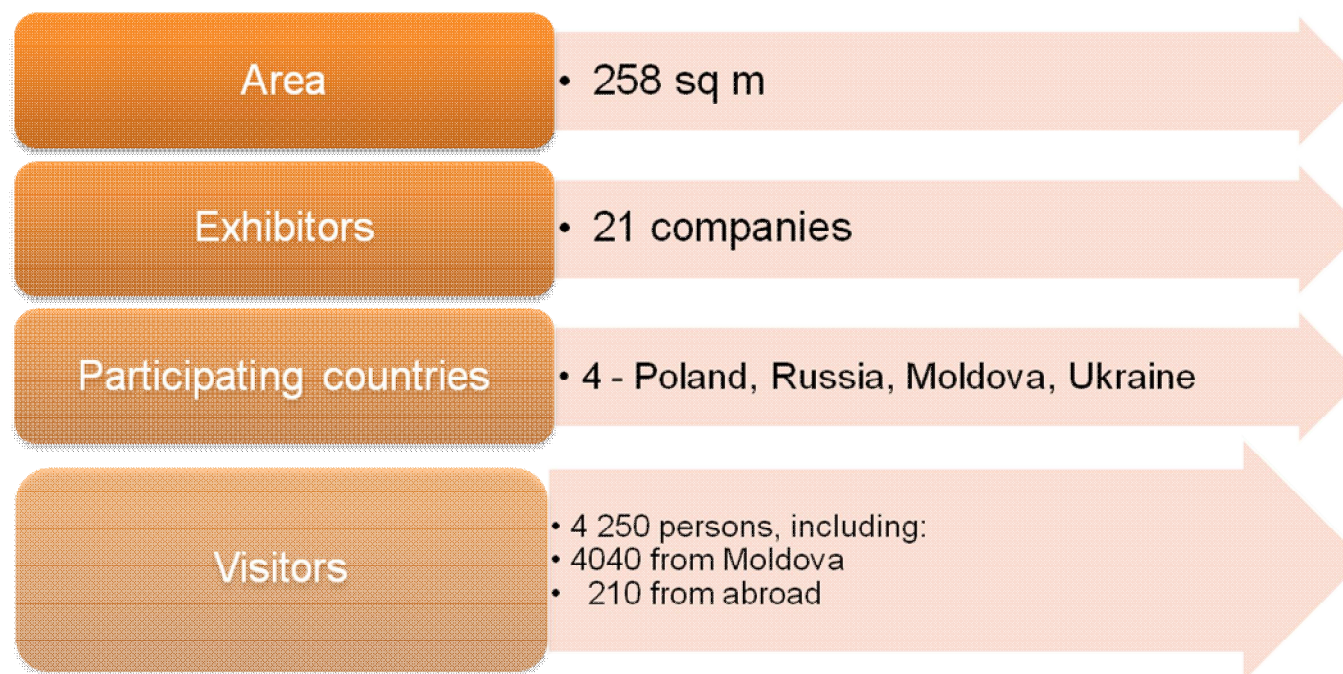 Area
• 258 sq m
Exhibitors
• 21 companies
Participating countries
• 4 - Poland, Russia, Moldova, Ukraine
Visitors
• 4 250 persons, including:
• 4040 from Moldova
• 210 from abroad